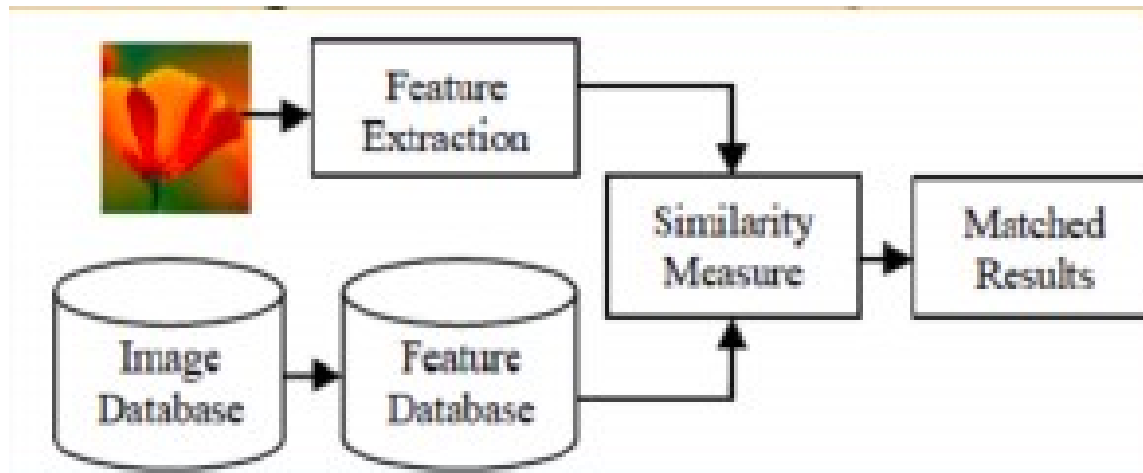 Feature
Extraction
Similarity
Measure
Matched
Results
Image
Database
Feature
Database